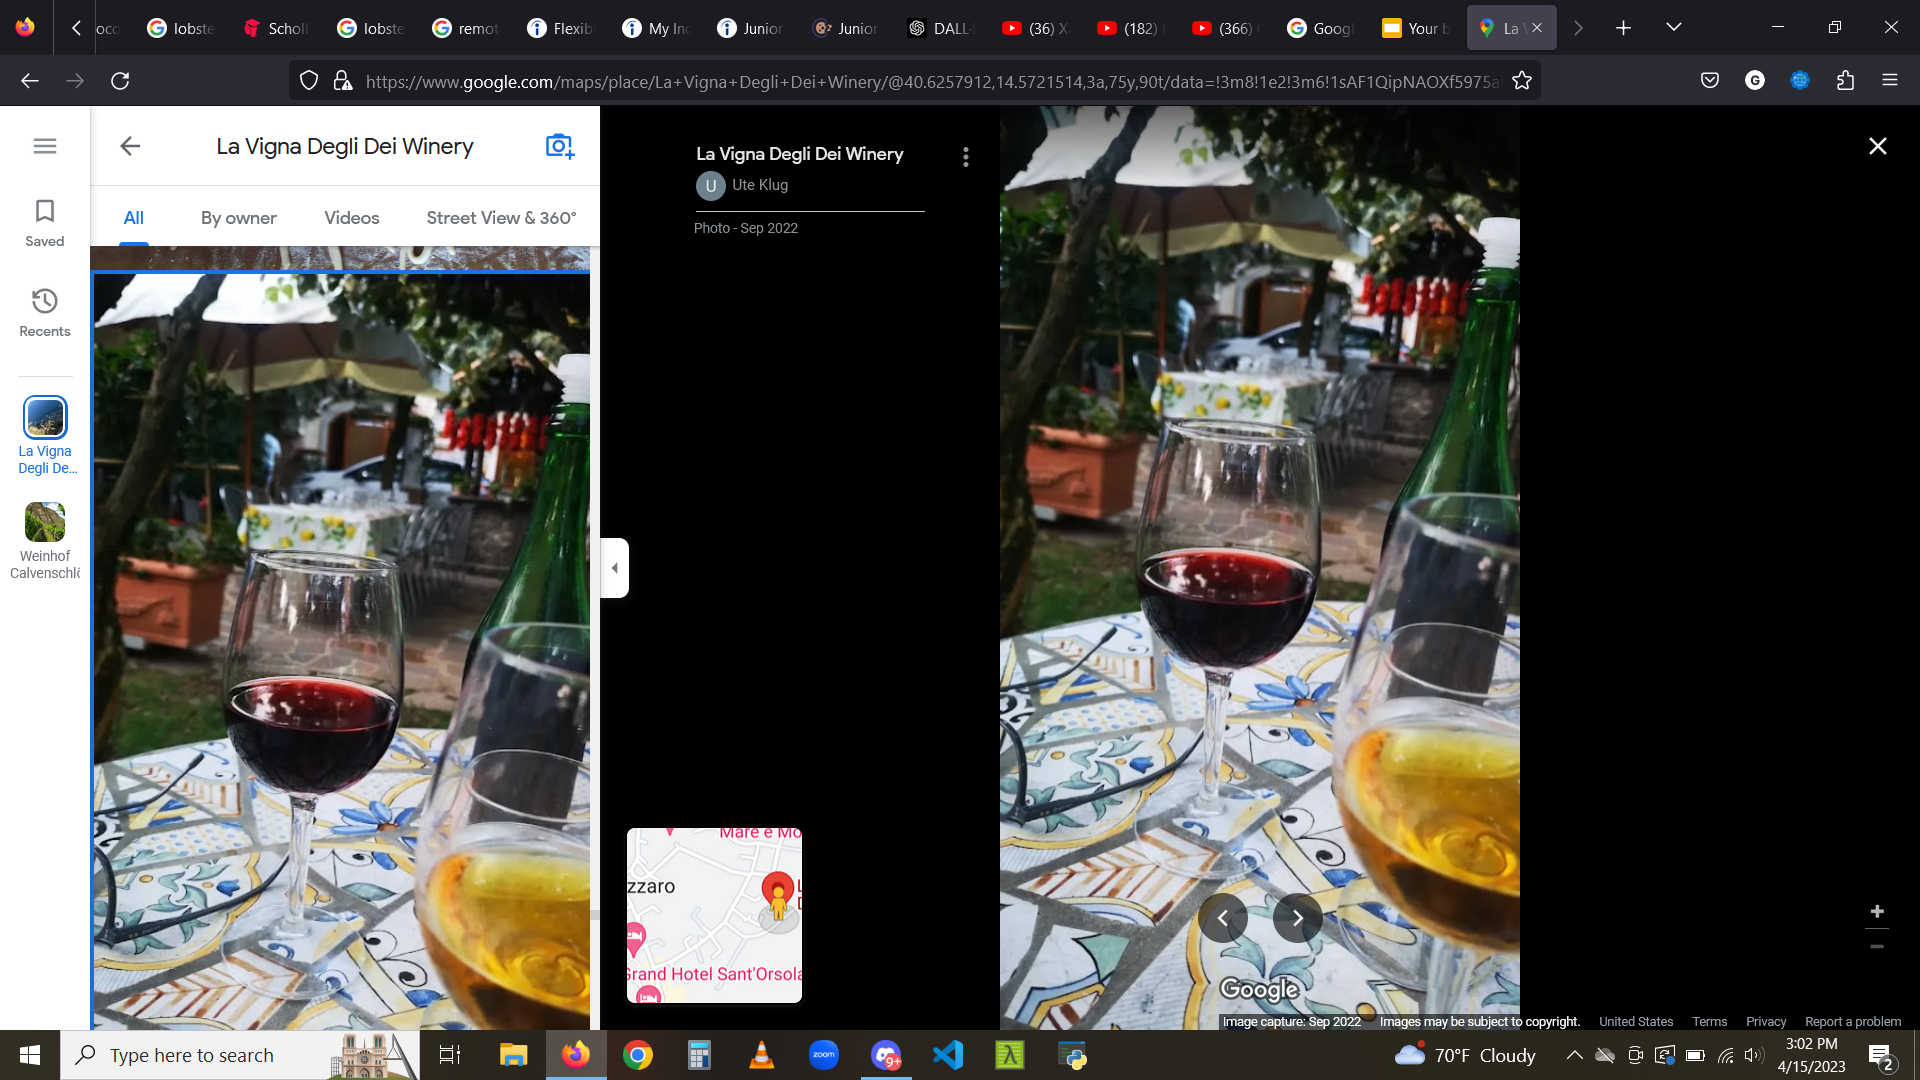 oco
lobste
Scholl
lobste
remot
Flexib
My Inc
Junior
Junior
DALL·E
(36) X
(182)
(366)
Googl
Your b
La V
https://www.google.com/maps/place/La+Vigna+Degli+Dei+Winery/@40.6257912,14.5721514,3a,75y,90t/data=!3m8!1e2!3m6!1sAF1QipNAOXf5975a
La Vigna Degli Dei Winery
All
By owner
Videos
Street View & 360°
Saved
Recents
La Vigna
Degli De...
Weinhof
Calvenschlö
La Vigna Degli Dei Winery
U
Ute Klug
Photo - Sep 2022
Mare e Mo
zzaro
L
D
Grand Hotel Sant'Orsola
Google
Image capture: Sep 2022
Images may be subject to copyright.
United States
Terms
Privacy
Report a problem
Type here to search
zoom
9+
70°F Cloudy
3:02 PM
4/15/2023
2